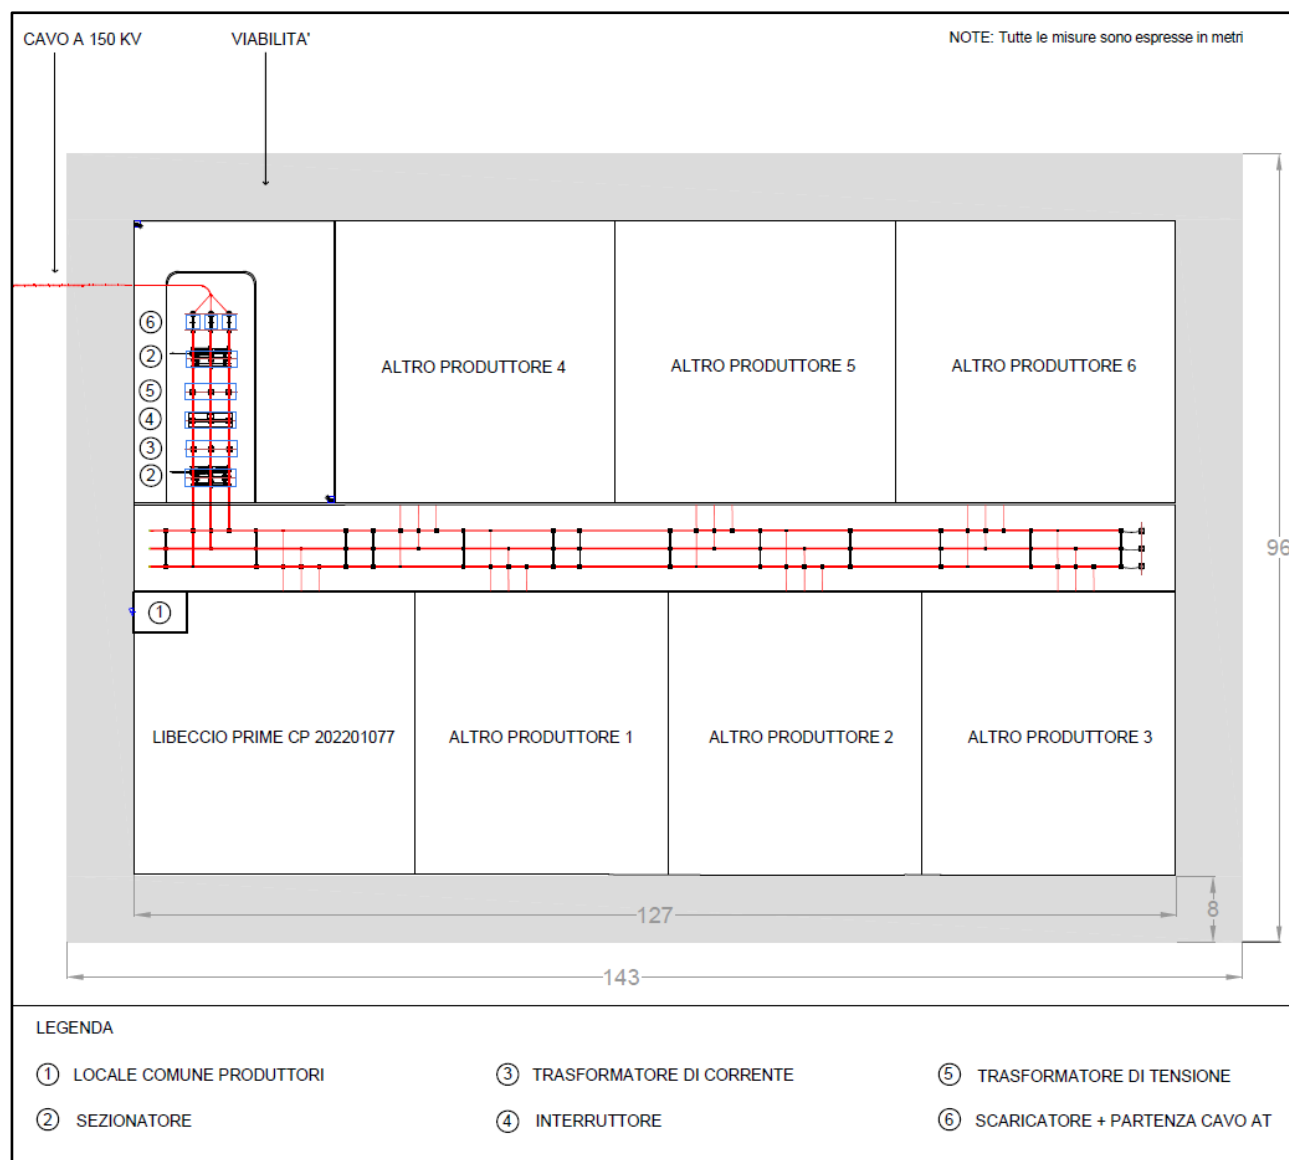 CAVO A 150 KV
VIABILITA'
NOTE: Tutte le misure sono espresse in metri
6
2
5
4
3
2
ALTRO PRODUTTORE 4
ALTRO PRODUTTORE 5
ALTRO PRODUTTORE 6
96
1
LIBECCIO PRIME CP 202201077
ALTRO PRODUTTORE 1
ALTRO PRODUTTORE 2
ALTRO PRODUTTORE 3
127
8
143
LEGENDA
1 LOCALE COMUNE PRODUTTORI
3 TRASFORMATORE DI CORRENTE
5 TRASFORMATORE DI TENSIONE
2 SEZIONATORE
4 INTERRUTTORE
6 SCARICATORE + PARTENZA CAVO AT